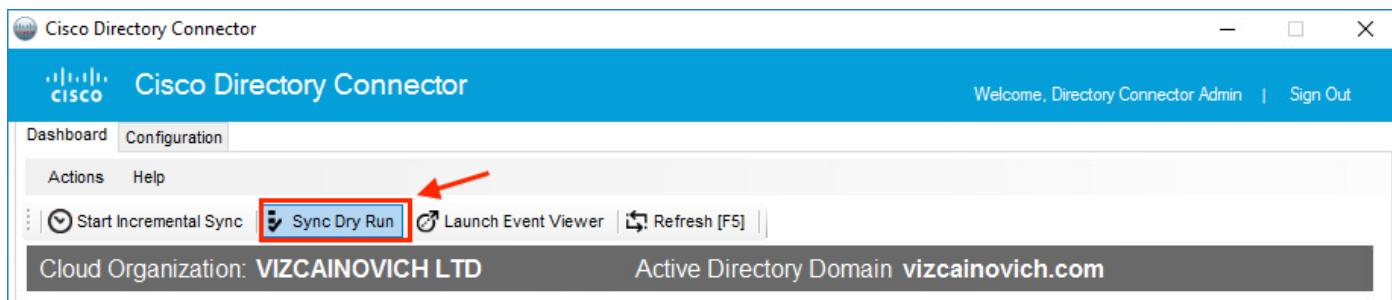 Cisco Directory Connector
CISCO Cisco Directory Connector Welcome, Directory Connector Admin | Sign Out
Dashboard Configuration
Actions Help
Start Incremental Sync Sync Dry Run Launch Event Viewer Refresh [F5]
Cloud Organization: VIZCAINOVICH LTD Active Directory Domain vizcainovich.com